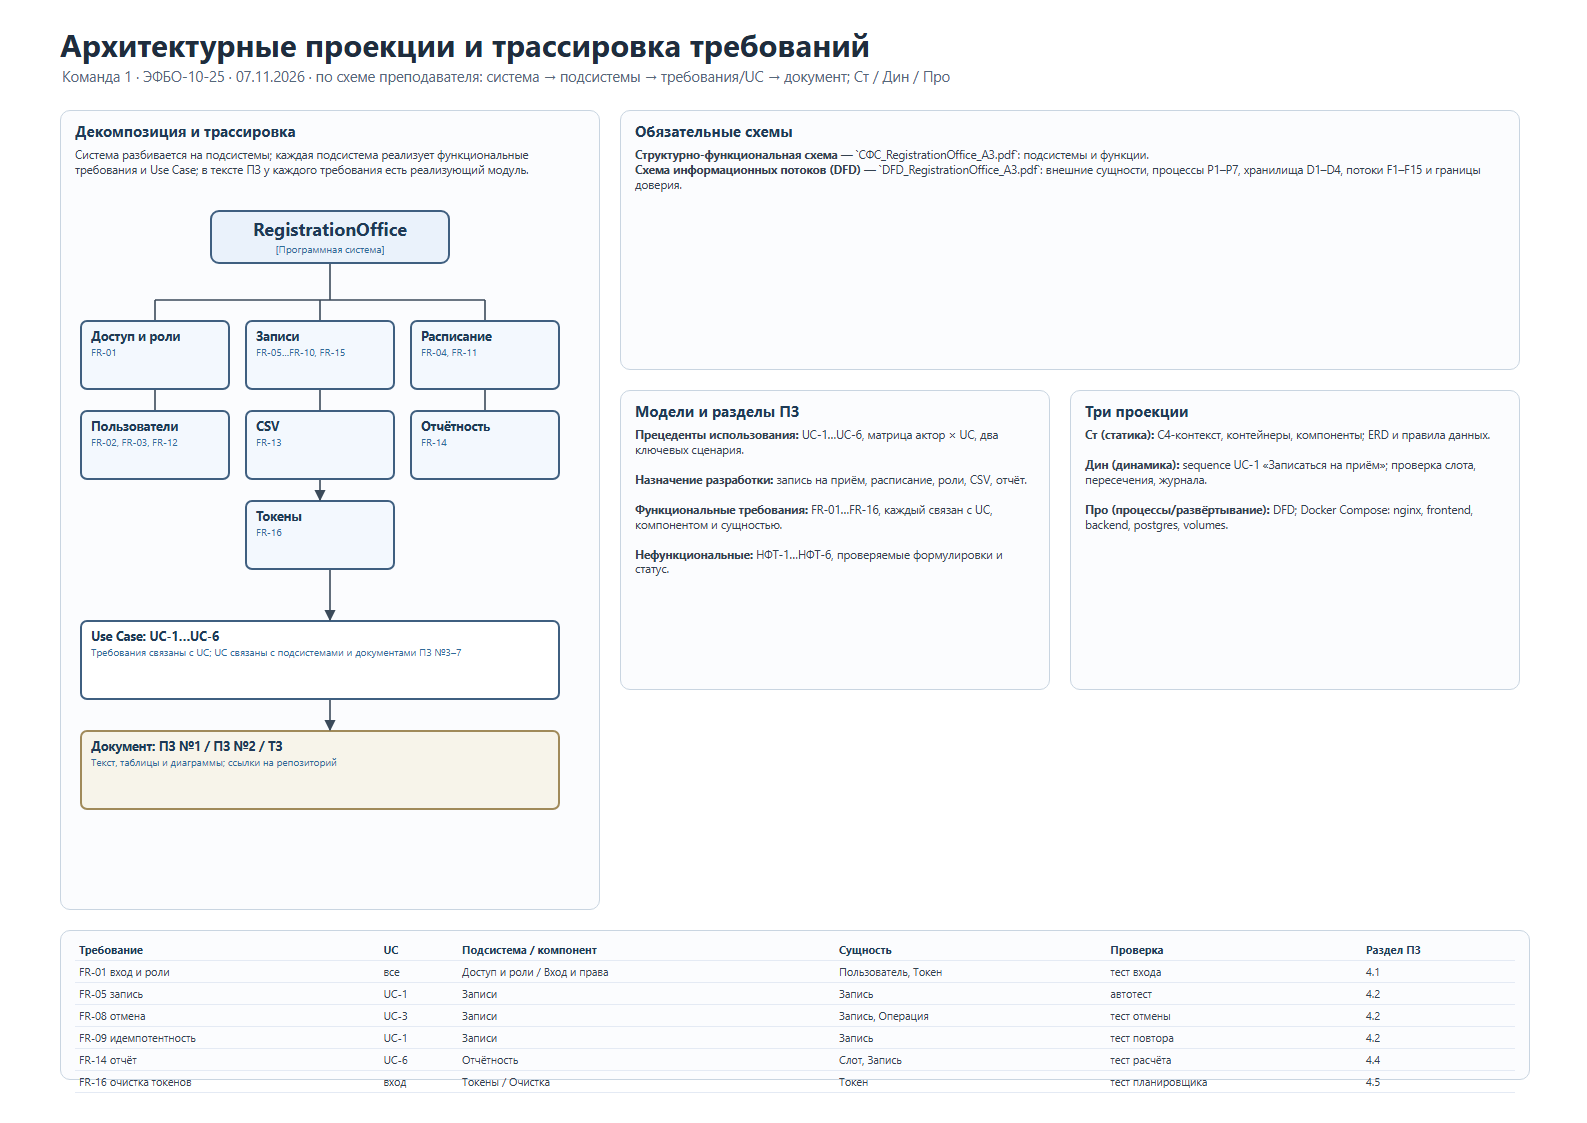 Архитектурные проекции и трассировка требований
Команда 1 · ЭФБО-10-25 · 07.11.2026 · по схеме преподавателя: система → подсистемы → требования/UC → документ; Ст / Дин / Про
Декомпозиция и трассировка
Система разбивается на подсистемы; каждая подсистема реализует функциональные
требования и Use Case; в тексте ПЗ у каждого требования есть реализующий модуль.
RegistrationOffice
[Программная система]
Доступ и роли
FR-01
Записи
FR-05…FR-10, FR-15
Расписание
FR-04, FR-11
Пользователи
FR-02, FR-03, FR-12
CSV
FR-13
Отчётность
FR-14
Токены
FR-16
Use Case: UC-1…UC-6
Требования связаны с UC; UC связаны с подсистемами и документами ПЗ №3–7
Документ: ПЗ №1 / ПЗ №2 / ТЗ
Текст, таблицы и диаграммы; ссылки на репозиторий
Обязательные схемы
Структурно-функциональная схема — `СФС_RegistrationOffice_A3.pdf`: подсистемы и функции.
Схема информационных потоков (DFD) — `DFD_RegistrationOffice_A3.pdf`: внешние сущности, процессы P1–P7, хранилища D1–D4, потоки F1–F15 и границы
доверия.
Модели и разделы ПЗ
Прецеденты использования: UC-1…UC-6, матрица актор × UC, два
ключевых сценария.
Назначение разработки: запись на приём, расписание, роли, CSV, отчёт.
Функциональные требования: FR-01…FR-16, каждый связан с UC,
компонентом и сущностью.
Нефункциональные: НФТ-1…НФТ-6, проверяемые формулировки и
статус.
Три проекции
Ст (статика): C4-контекст, контейнеры, компоненты; ERD и правила данных.
Дин (динамика): sequence UC-1 «Записаться на приём»; проверка слота,
пересечения, журнала.
Про (процессы/развёртывание): DFD; Docker Compose: nginx, frontend,
backend, postgres, volumes.
Требование UC Подсистема / компонент Сущность Проверка Раздел ПЗ
FR-01 вход и роли все Доступ и роли / Вход и права Пользователь, Токен тест входа 4.1
FR-05 запись UC-1 Записи Запись автотест 4.2
FR-08 отмена UC-3 Записи Запись, Операция тест отмены 4.2
FR-09 идемпотентность UC-1 Записи Запись тест повтора 4.2
FR-14 отчёт UC-6 Отчётность Слот, Запись тест расчёта 4.4
FR-16 очистка токенов вход Токены / Очистка Токен тест планировщика 4.5